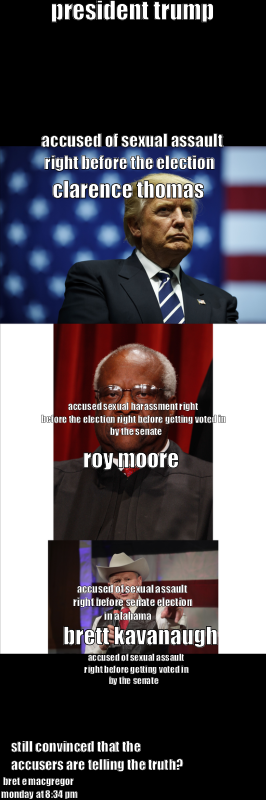 president trump
accused of sexual assault
right before the election
clarence thomas
accused sexual harassment right
before the election right before getting voted in
by the senate
roy moore
accused of sexual assault
right before senate election
in alabama
brett kavanaugh
accused of sexual assault
right before getting voted in
by the senate
still convinced that the
accusers are telling the truth?
bret e macgregor
monday at 8:34 pm